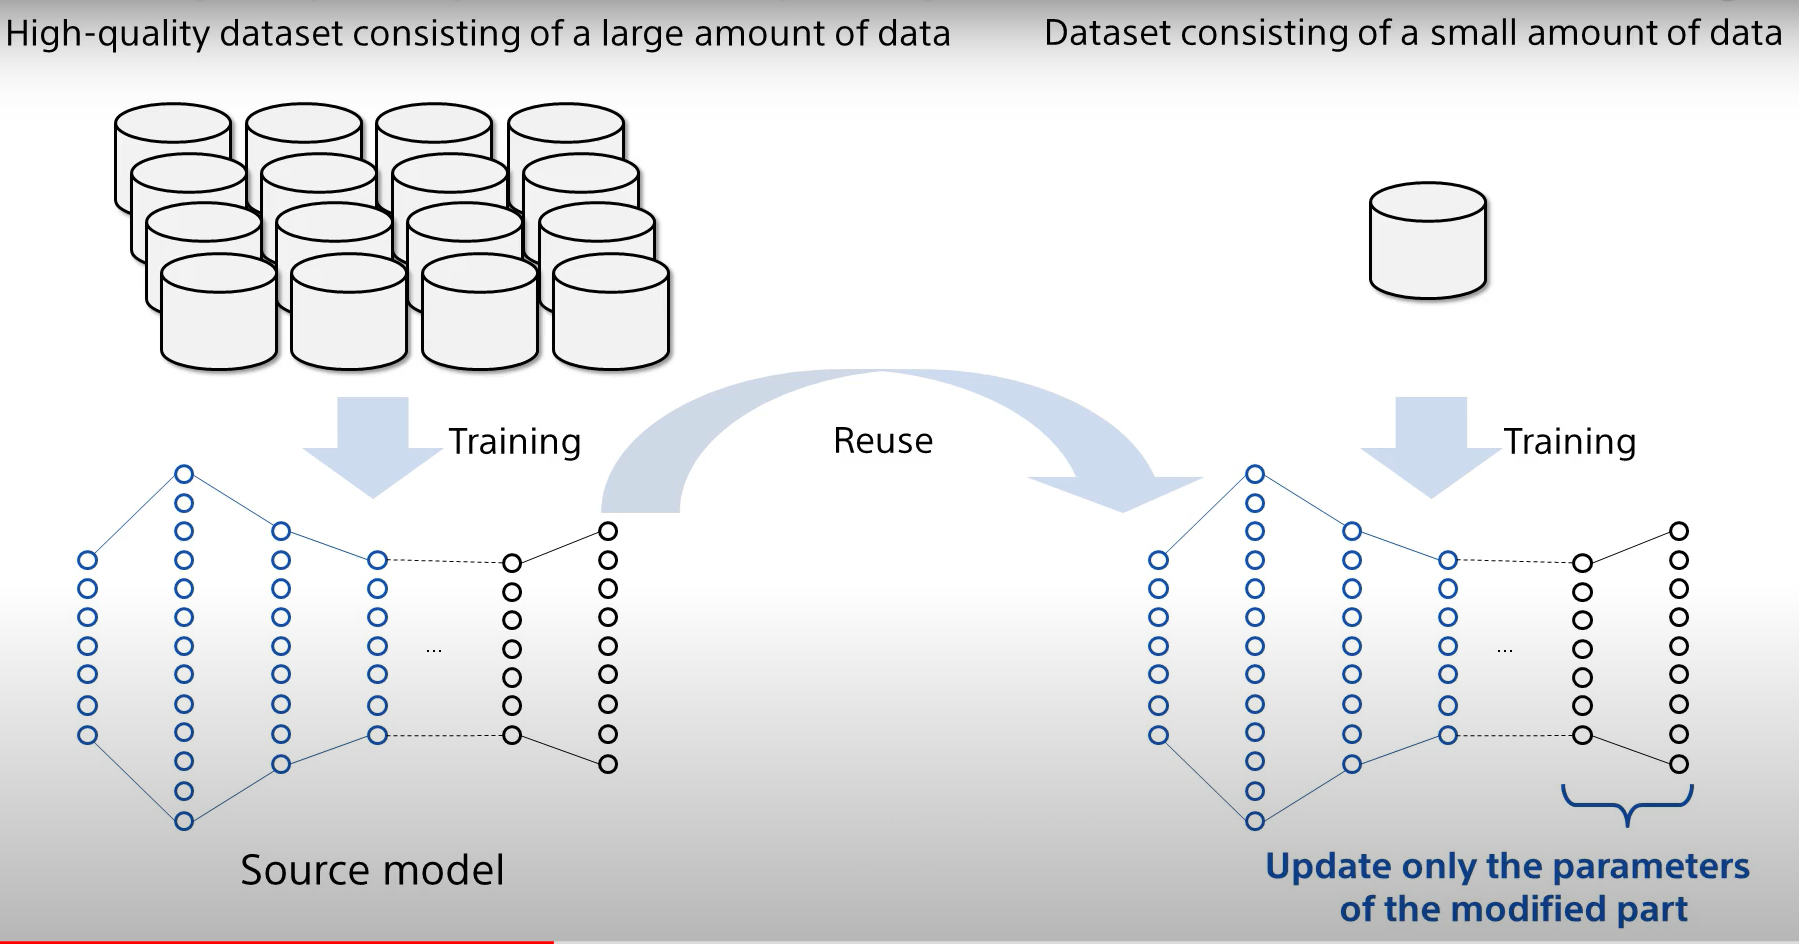 High-quality dataset consisting of a large amount of data
Dataset consisting of a small amount of data
Training
Reuse
Training
...
...
Source model
Update only the parameters
of the modified part